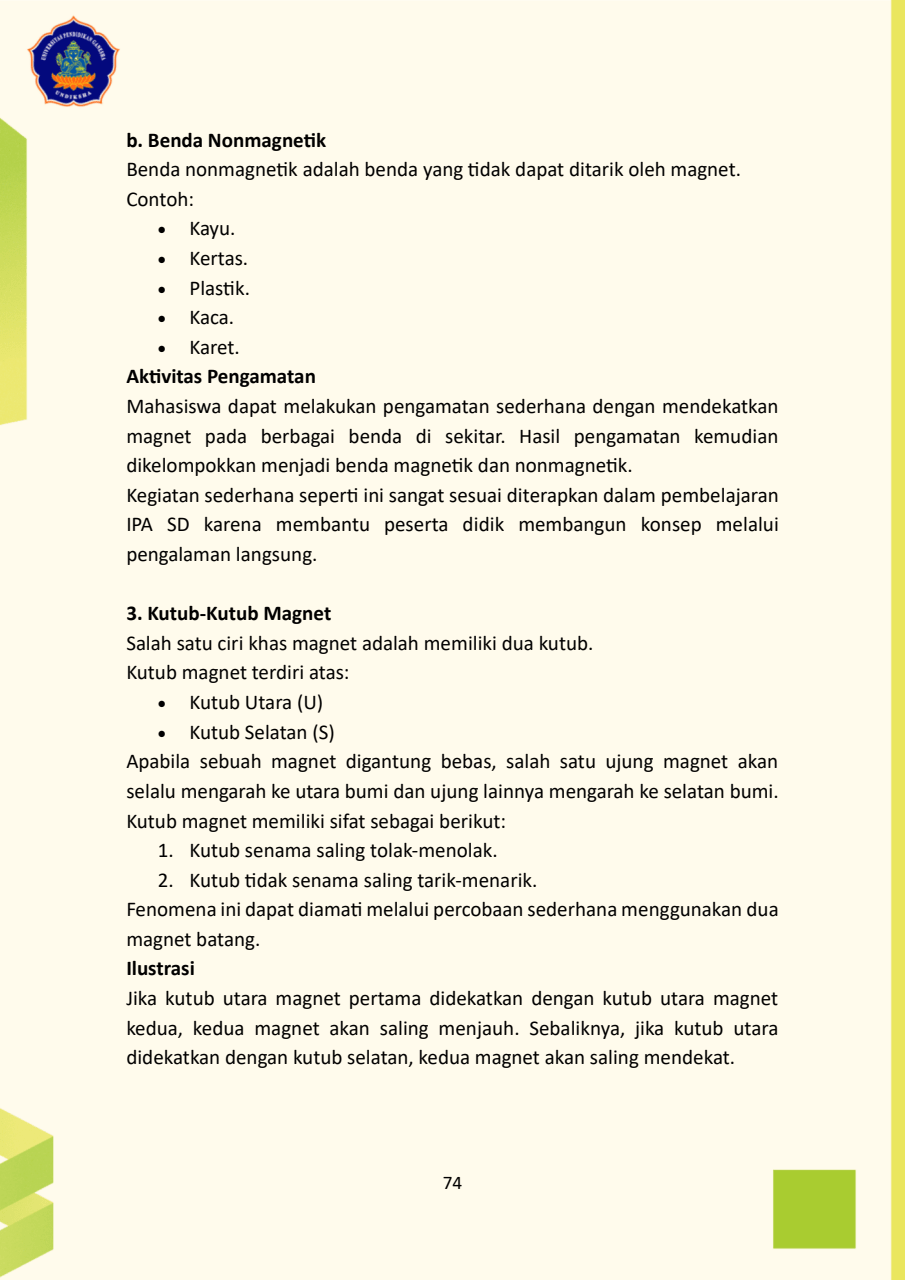 UNIVERSITAS PENDIDIKAN GANESHA
UNDIKSHA
b. Benda Nonmagnetik
Benda nonmagnetik adalah benda yang tidak dapat ditarik oleh magnet.
Contoh:
• Kayu.
• Kertas.
• Plastik.
• Kaca.
• Karet.
Aktivitas Pengamatan
Mahasiswa dapat melakukan pengamatan sederhana dengan mendekatkan
magnet pada berbagai benda di sekitar. Hasil pengamatan kemudian
dikelompokkan menjadi benda magnetik dan nonmagnetik.
Kegiatan sederhana seperti ini sangat sesuai diterapkan dalam pembelajaran
IPA SD karena membantu peserta didik membangun konsep melalui
pengalaman langsung.
3. Kutub-Kutub Magnet
Salah satu ciri khas magnet adalah memiliki dua kutub.
Kutub magnet terdiri atas:
• Kutub Utara (U)
• Kutub Selatan (S)
Apabila sebuah magnet digantung bebas, salah satu ujung magnet akan
selalu mengarah ke utara bumi dan ujung lainnya mengarah ke selatan bumi.
Kutub magnet memiliki sifat sebagai berikut:
1. Kutub senama saling tolak-menolak.
2. Kutub tidak senama saling tarik-menarik.
Fenomena ini dapat diamati melalui percobaan sederhana menggunakan dua
magnet batang.
Ilustrasi
Jika kutub utara magnet pertama didekatkan dengan kutub utara magnet
kedua, kedua magnet akan saling menjauh. Sebaliknya, jika kutub utara
didekatkan dengan kutub selatan, kedua magnet akan saling mendekat.
74